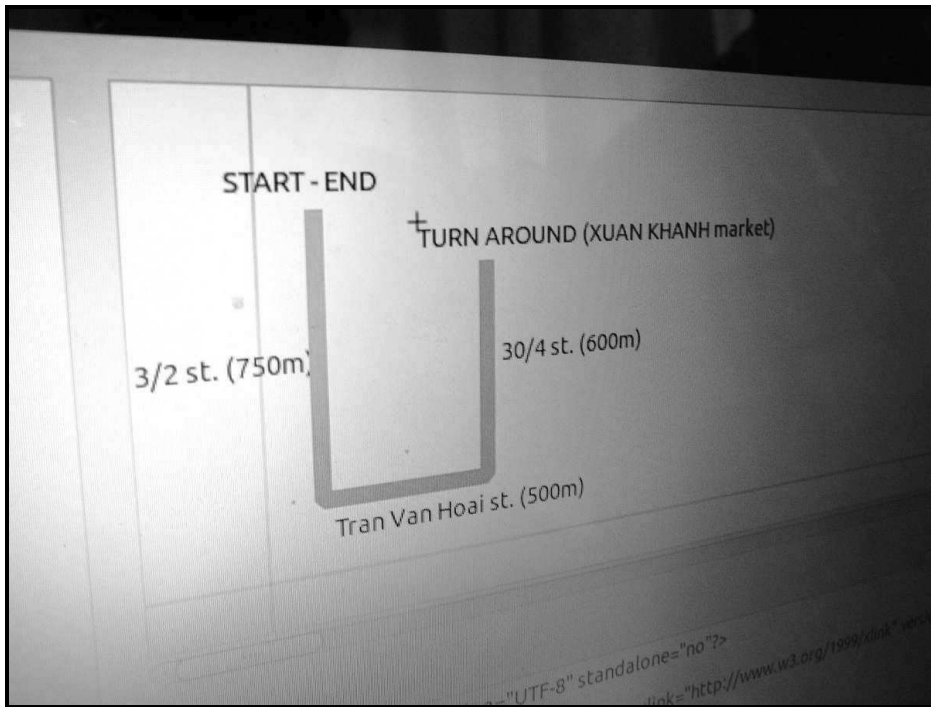 START - END
TURN AROUND (XUAN KHANH market)
3/2 st. (750m)
30/4 st. (600m)
Tran Van Hoai st. (500m)
="UTF-8" standalone="no"?>
link="http://www.w3.org/1999/xlink"